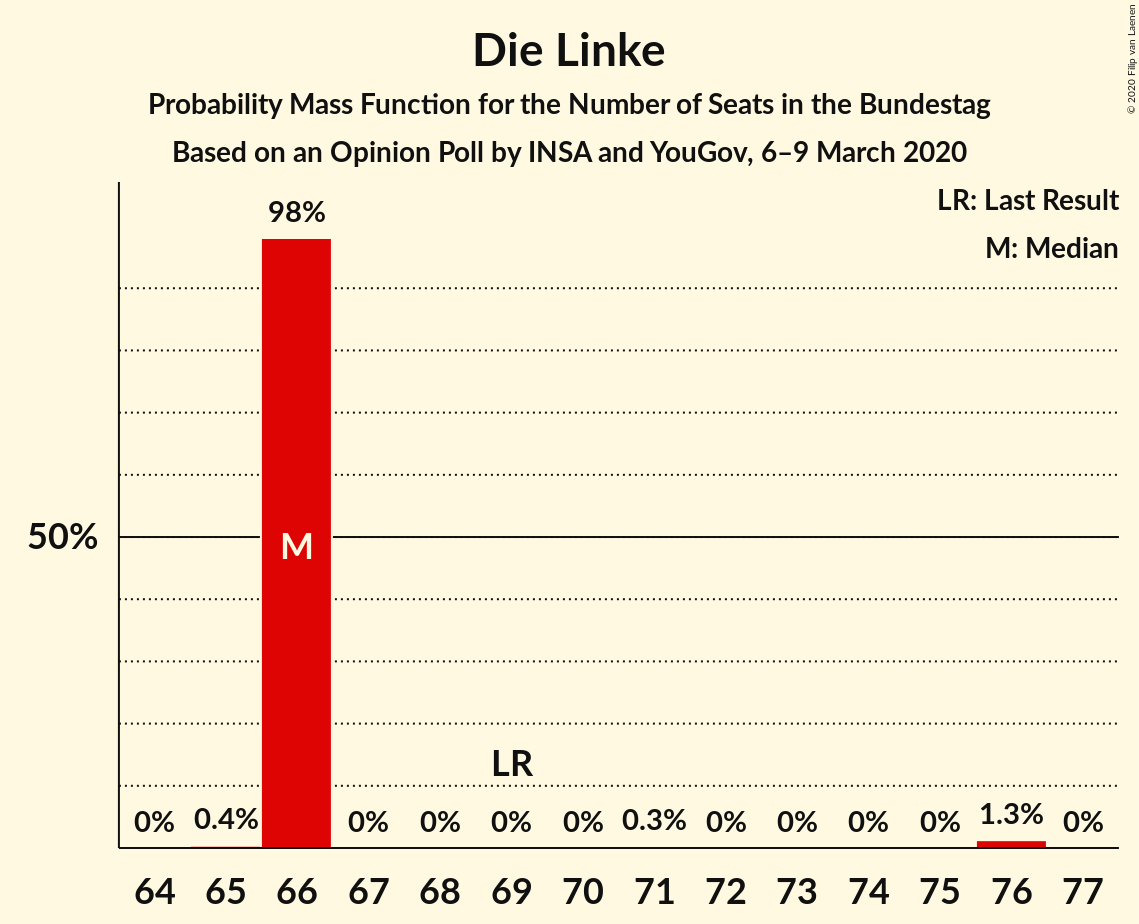 Die Linke
Probability Mass Function for the Number of Seats in the Bundestag
Based on an Opinion Poll by INSA and YouGov, 6–9 March 2020
© 2020 Filip van Laenen
LR: Last Result
M: Median
98%
50%
M
LR
0% 0.4% 0% 0% 0% 0% 0.3% 0% 0% 0% 0% 1.3% 0%
64 65 66 67 68 69 70 71 72 73 74 75 76 77